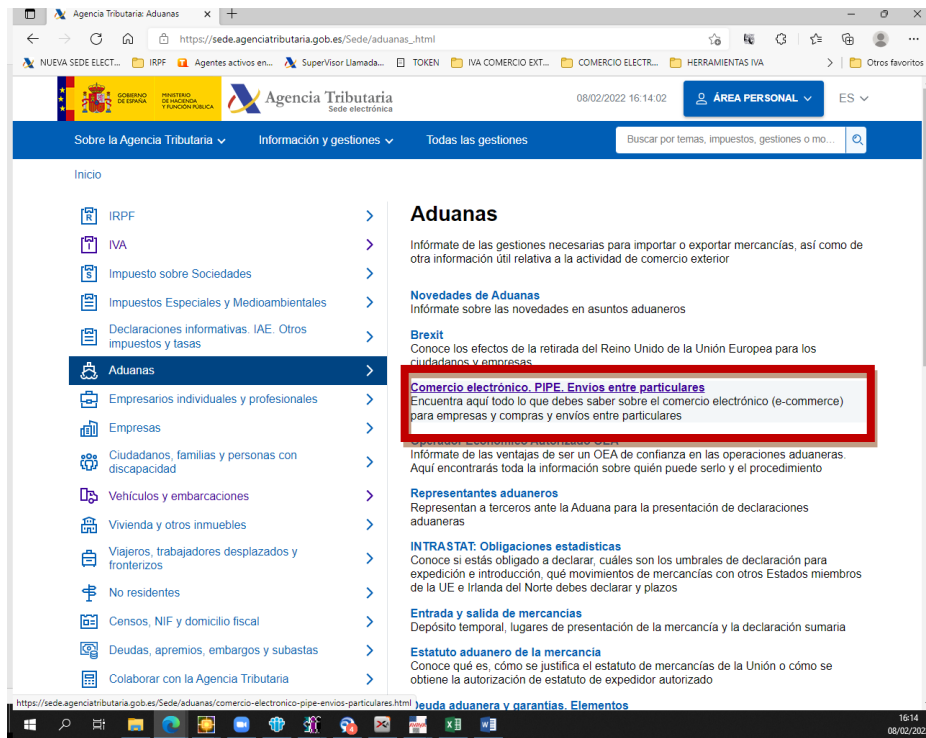 Agencia Tributaria: Aduanas
https://sede.agenciatributaria.gob.es/Sede/aduanas_.html
NUEVA SEDE ELECT... IRPF Agentes activos en... SuperVisor Llamada... TOKEN IVA COMERCIO EXT... COMERCIO ELECTR... HERRAMIENTAS IVA Otros favoritos
GOBIERNO DE ESPAÑA
MINISTERIO DE HACIENDA Y FUNCIÓN PÚBLICA
Agencia Tributaria
Sede electrónica
08/02/2022 16:14:02
ÁREA PERSONAL
ES
Sobre la Agencia Tributaria Información y gestiones Todas las gestiones Buscar por temas, impuestos, gestiones o mo...
Inicio
IRPF
IVA
Impuesto sobre Sociedades
Impuestos Especiales y Medioambientales
Declaraciones informativas. IAE. Otros
impuestos y tasas
Aduanas
Empresarios individuales y profesionales
Empresas
Ciudadanos, familias y personas con
discapacidad
Vehículos y embarcaciones
Vivienda y otros inmuebles
Viajeros, trabajadores desplazados y
fronterizos
No residentes
Censos, NIF y domicilio fiscal
Deudas, apremios, embargos y subastas
Colaborar con la Agencia Tributaria
Aduanas
Infórmate de las gestiones necesarias para importar o exportar mercancías, así como de
otra información útil relativa a la actividad de comercio exterior
Novedades de Aduanas
Infórmate sobre las novedades en asuntos aduaneros
Brexit
Conoce los efectos de la retirada del Reino Unido de la Unión Europea para los
ciudadanos y empresas
Comercio electrónico. PIPE. Envíos entre particulares
Encuentra aquí todo lo que debes saber sobre el comercio electrónico (e-commerce)
para empresas y compras y envíos entre particulares
Operador Económico Autorizado OEA
Infórmate de las ventajas de ser un OEA de confianza en las operaciones aduaneras.
Aquí encontrarás toda la información sobre quién puede serlo y el procedimiento
Representantes aduaneros
Representan a terceros ante la Aduana para la presentación de declaraciones
aduaneras
INTRASTAT: Obligaciones estadísticas
Conoce si estás obligado a declarar, cuáles son los umbrales de declaración para
expedición e introducción, qué movimientos de mercancías con otros Estados miembros
de la UE e Irlanda del Norte debes declarar y plazos
Entrada y salida de mercancías
Depósito temporal, lugares de presentación de la mercancía y la declaración sumaria
Estatuto aduanero de la mercancía
Conoce qué es, cómo se justifica el estatuto de mercancías de la Unión o cómo se
obtiene la autorización de estatuto de expedidor autorizado
Deuda aduanera y garantías. Elementos
https://sede.agenciatributaria.gob.es/Sede/aduanas/comercio-electronico-pipe-envios-particulares.html
16:14
08/02/202